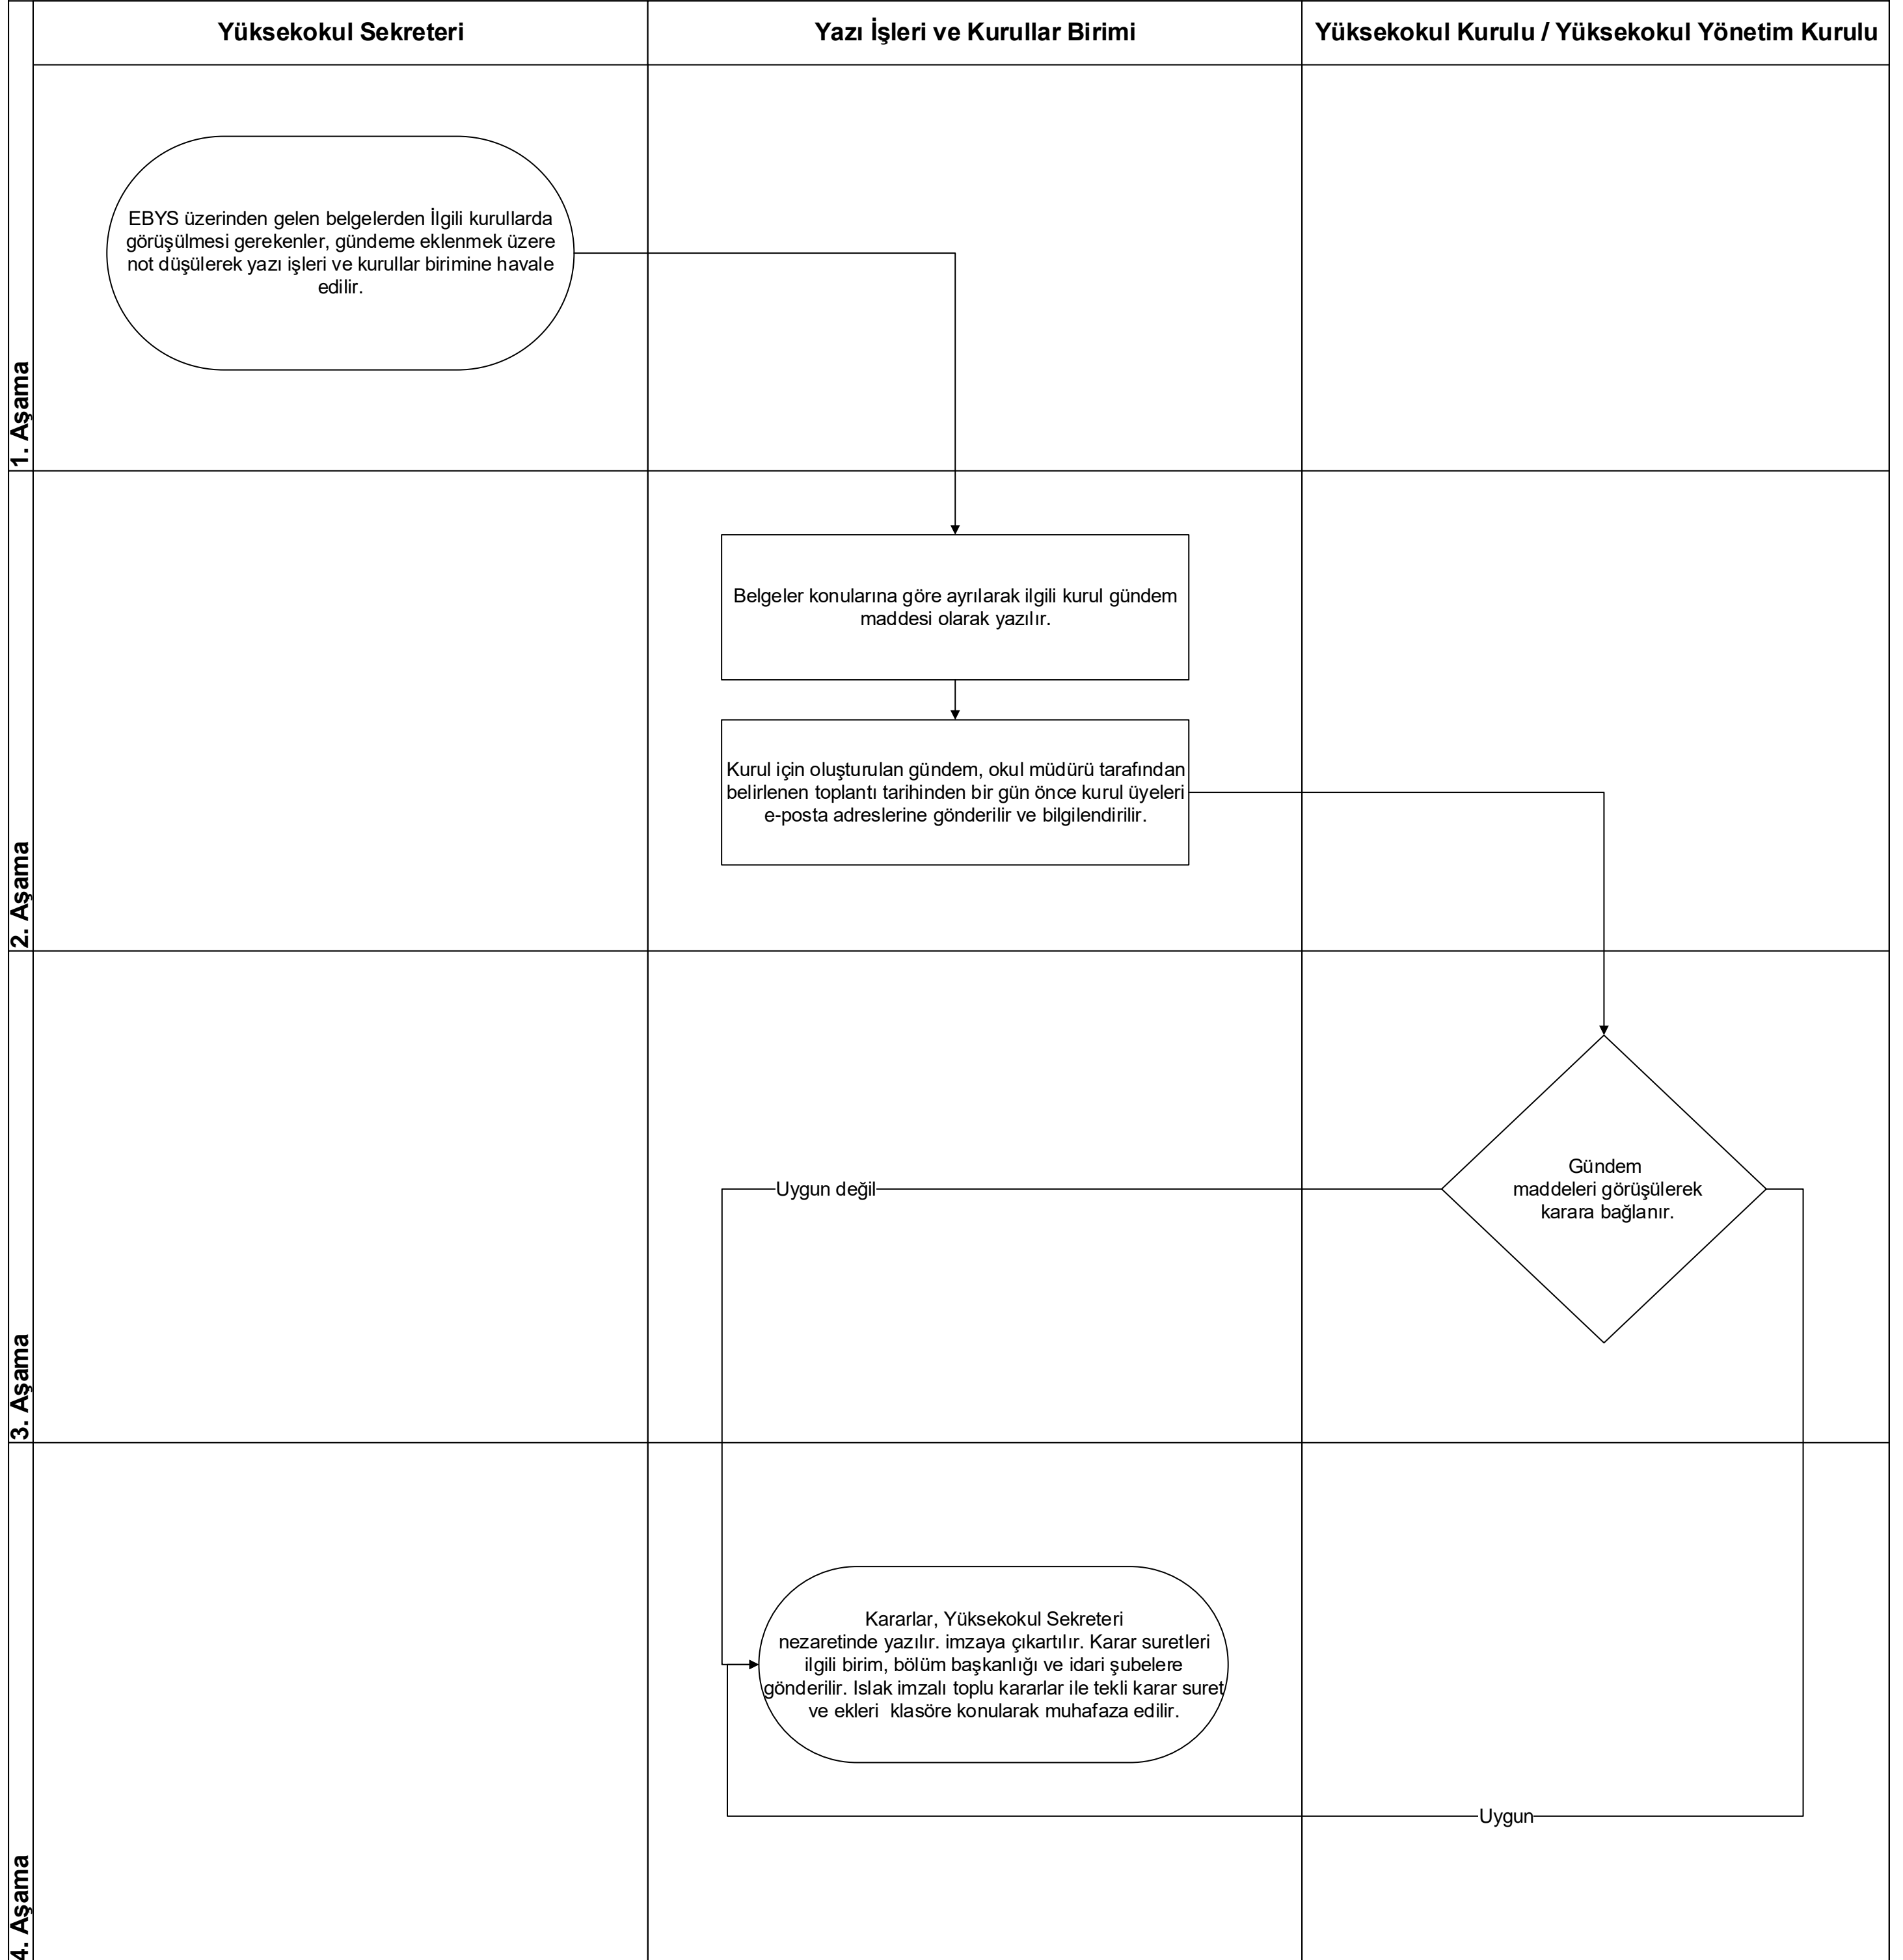 Yüksekokul Sekreteri
Yazı İşleri ve Kurullar Birimi
Yüksekokul Kurulu / Yüksekokul Yönetim Kurulu
1. Aşama
EBYS üzerinden gelen belgelerden İlgili kurullarda
görüşülmesi gerekenler, gündeme eklenmek üzere
not düşülerek yazı işleri ve kurullar birimine havale
edilir.
2. Aşama
Belgeler konularına göre ayrılarak ilgili kurul gündem
maddesi olarak yazılır.
Kurul için oluşturulan gündem, okul müdürü tarafından
belirlenen toplantı tarihinden bir gün önce kurul üyeleri
e-posta adreslerine gönderilir ve bilgilendirilir.
3. Aşama
Gündem
maddeleri görüşülerek
karara bağlanır.
Uygun değil
4. Aşama
Kararlar, Yüksekokul Sekreteri
nezaretinde yazılır. imzaya çıkartılır. Karar suretleri
ilgili birim, bölüm başkanlığı ve idari şubelere
gönderilir. Islak imzalı toplu kararlar ile tekli karar suret
ve ekleri  klasöre konularak muhafaza edilir.
Uygun